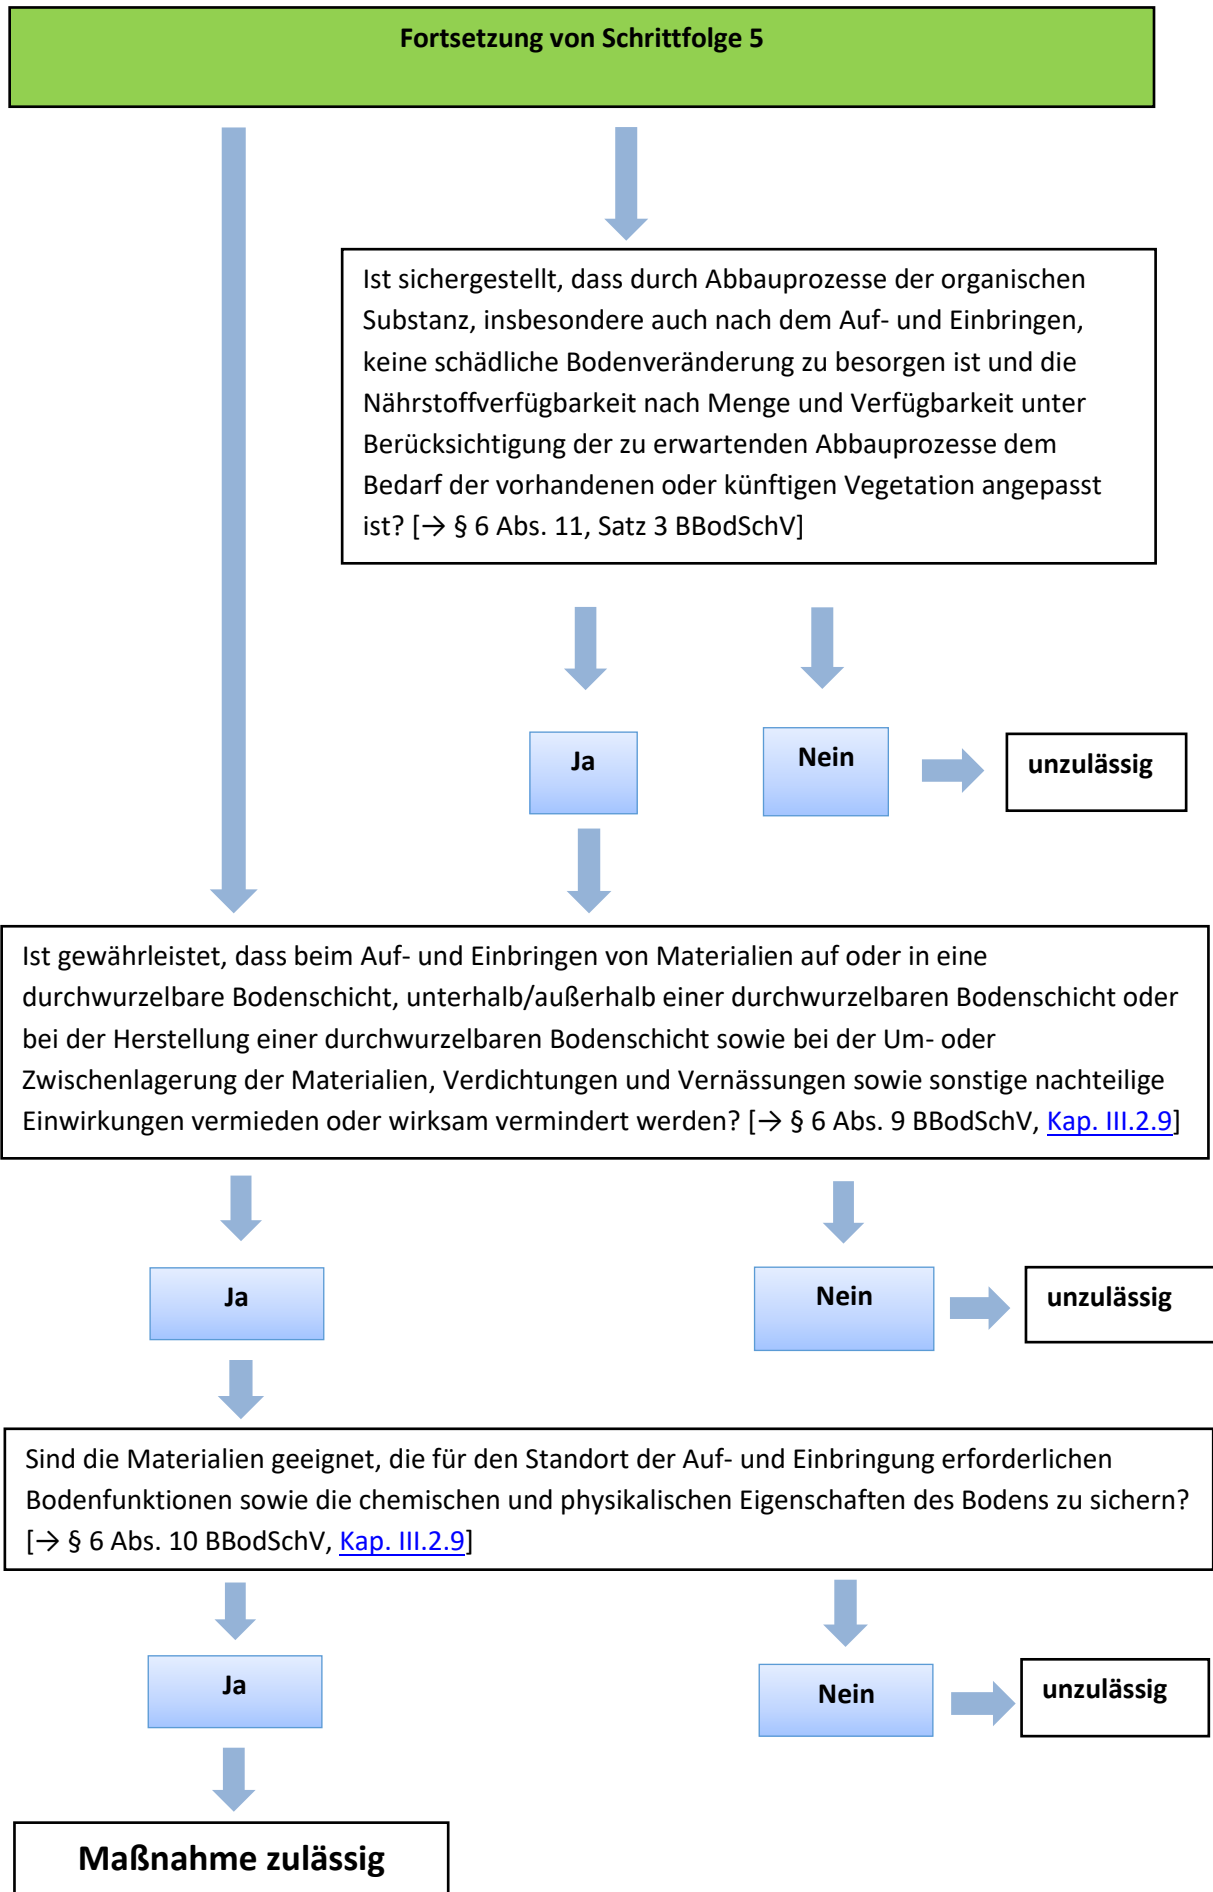 Fortsetzung von Schrittfolge 5
Ist sichergestellt, dass durch Abbauprozesse der organischen
Substanz, insbesondere auch nach dem Auf- und Einbringen,
keine schädliche Bodenveränderung zu besorgen ist und die
Nährstoffverfügbarkeit nach Menge und Verfügbarkeit unter
Berücksichtigung der zu erwartenden Abbauprozesse dem
Bedarf der vorhandenen oder künftigen Vegetation angepasst
ist? [→ § 6 Abs. 11, Satz 3 BBodSchV]
Ja
Nein
unzulässig
Ist gewährleistet, dass beim Auf- und Einbringen von Materialien auf oder in eine
durchwurzelbare Bodenschicht, unterhalb/außerhalb einer durchwurzelbaren Bodenschicht oder
bei der Herstellung einer durchwurzelbaren Bodenschicht sowie bei der Um- oder
Zwischenlagerung der Materialien, Verdichtungen und Vernässungen sowie sonstige nachteilige
Einwirkungen vermieden oder wirksam vermindert werden? [→ § 6 Abs. 9 BBodSchV, Kap. III.2.9]
Ja
Nein
unzulässig
Sind die Materialien geeignet, die für den Standort der Auf- und Einbringung erforderlichen
Bodenfunktionen sowie die chemischen und physikalischen Eigenschaften des Bodens zu sichern?
[→ § 6 Abs. 10 BBodSchV, Kap. III.2.9]
Ja
Nein
unzulässig
Maßnahme zulässig